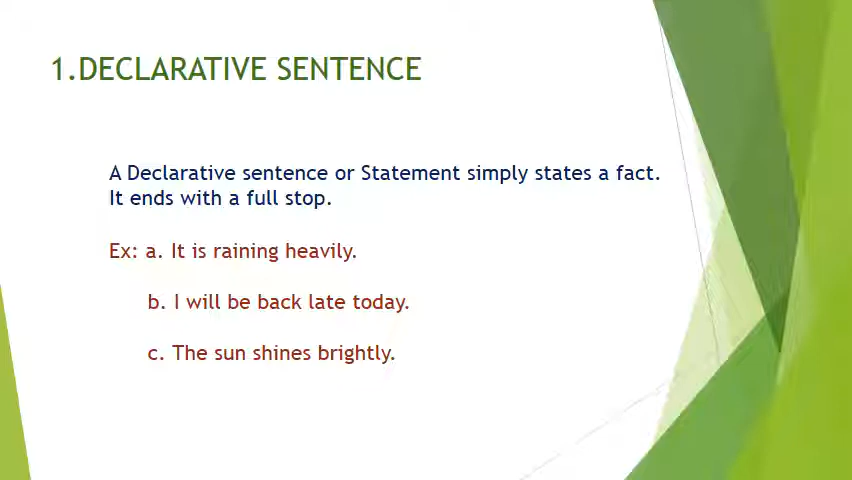 1.DECLARATIVE SENTENCE
A Declarative sentence or Statement simply states a fact.
It ends with a full stop.
Ex: a. It is raining heavily.
b. I will be back late today.
c. The sun shines brightly.